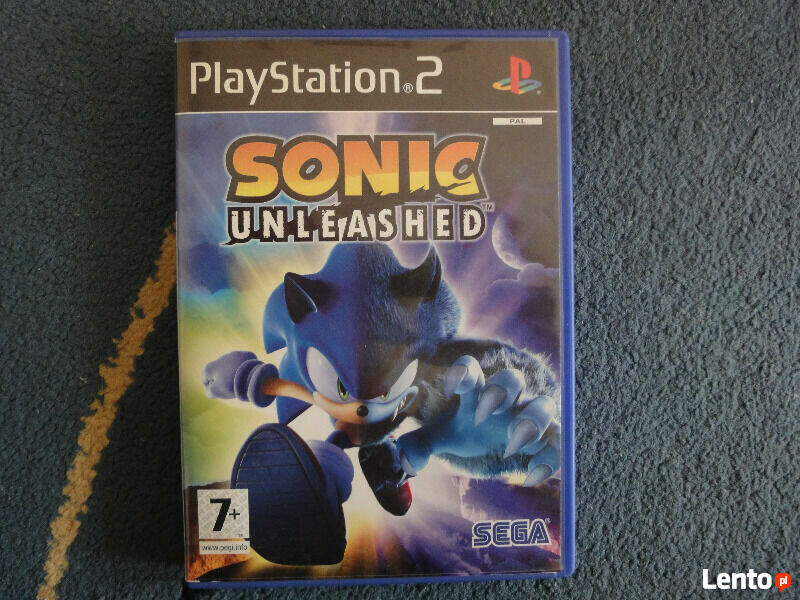 PlayStation®2
PAL
SONIC
UNLEASHED™
7+
www.pegi.info
SEGA®
Lento.pl